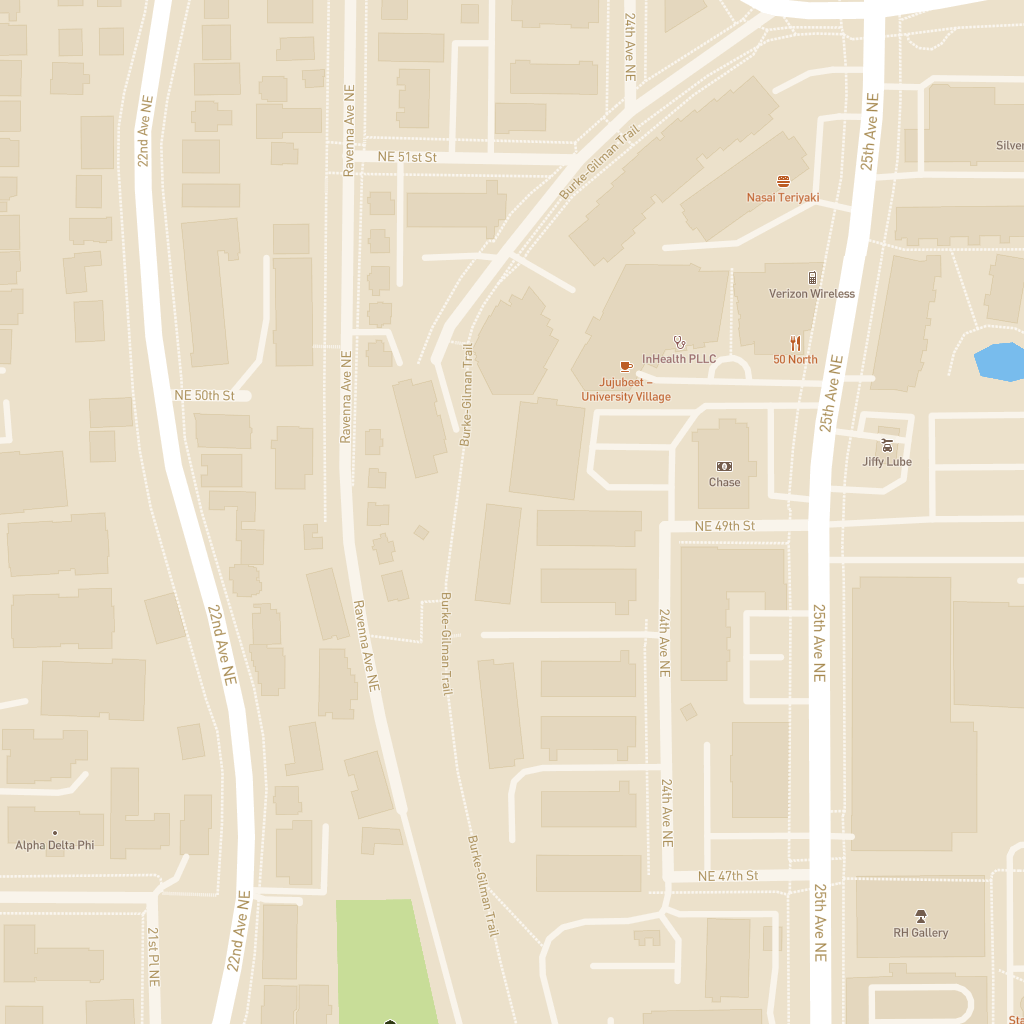 24th Ave NE
22nd Ave NE
Ravenna Ave NE
25th Ave NE
Burke-Gilman Trail
NE 51st St
Silver
Nasai Teriyaki
Verizon Wireless
InHealth PLLC
50 North
Jujubeet –
University Village
Ravenna Ave NE
Burke-Gilman Trail
25th Ave NE
NE 50th St
Jiffy Lube
Chase
NE 49th St
22nd Ave NE
Ravenna Ave NE
Burke-Gilman Trail
24th Ave NE
25th Ave NE
24th Ave NE
Alpha Delta Phi
Burke-Gilman Trail
NE 47th St
22nd Ave NE
21st Pl NE
25th Ave NE
RH Gallery
Sta